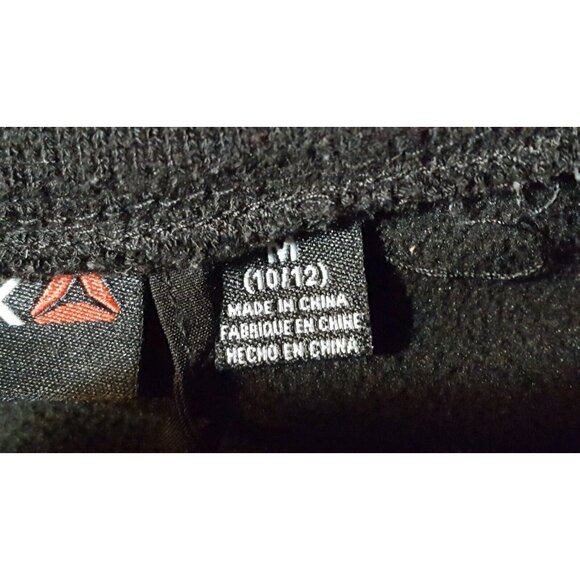 K
M
(10/12)
MADE IN CHINA
FABRIQUE EN CHINE
HECHO EN CHINA